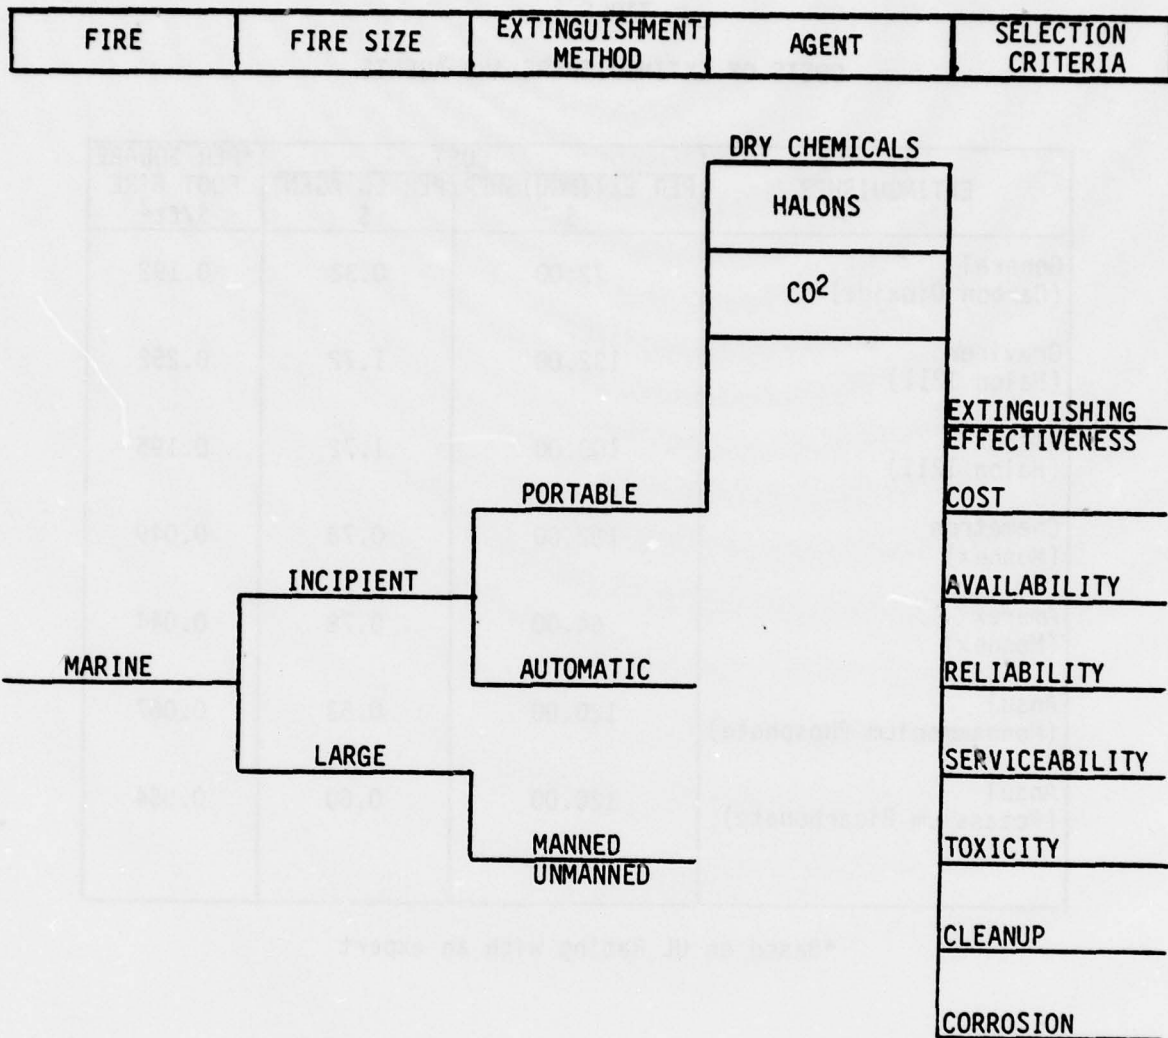 FIRE
FIRE SIZE
EXTINGUISHMENT
METHOD
AGENT
SELECTION
CRITERIA
DRY CHEMICALS
HALONS
CO2
EXTINGUISHING
EFFECTIVENESS
PORTABLE
COST
INCIPIENT
AVAILABILITY
MARINE
AUTOMATIC
RELIABILITY
LARGE
SERVICEABILITY
MANNED
UNMANNED
TOXICITY
CLEANUP
CORROSION